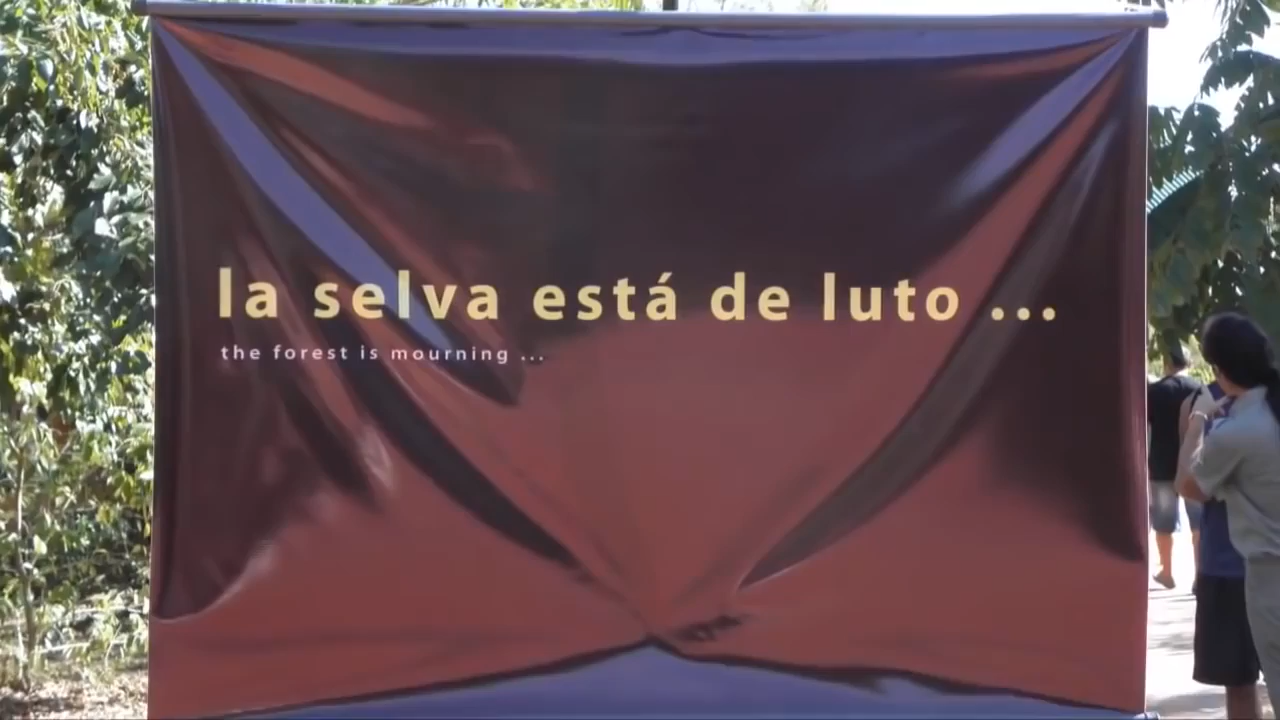 la selva está de luto ...
the forest is mourning ...